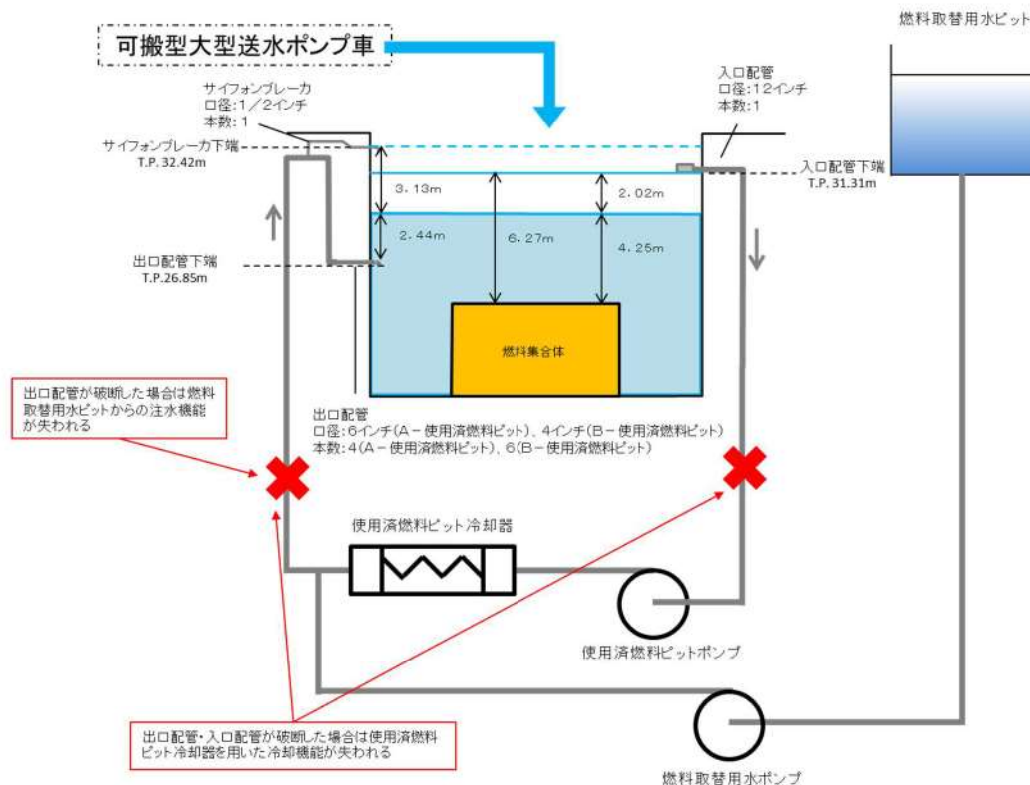 燃料取替用水ピット
可搬型大型送水ポンプ車
サイフォンブレーカ
口径:1/2インチ
本数:1
入口配管
口径:12インチ
本数:1
サイフォンブレーカ下端
T.P. 32.42m
入口配管下端
T.P. 31.31m
3.13m
2.02m
2.44m
6.27m
4.25m
出口配管下端
T.P.26.85m
燃料集合体
出口配管が破断した場合は燃料
取替用水ピットからの注水機能
が失われる
出口配管
口径:6インチ(A-使用済燃料ピット)、4インチ(B-使用済燃料ピット)
本数:4(A-使用済燃料ピット)、6(B-使用済燃料ピット)
使用済燃料ピット冷却器
使用済燃料ピットポンプ
出口配管・入口配管が破断した場合は使用済燃料
ピット冷却器を用いた冷却機能が失われる
燃料取替用水ポンプ